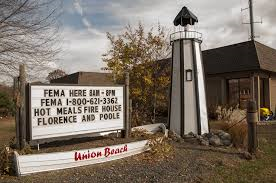 FEMA HERE 8AM - 8PM
FEMA 1-800-621-3362
HOT MEALS FIRE HOUSE
FLORENCE AND POOLE
Union Beach